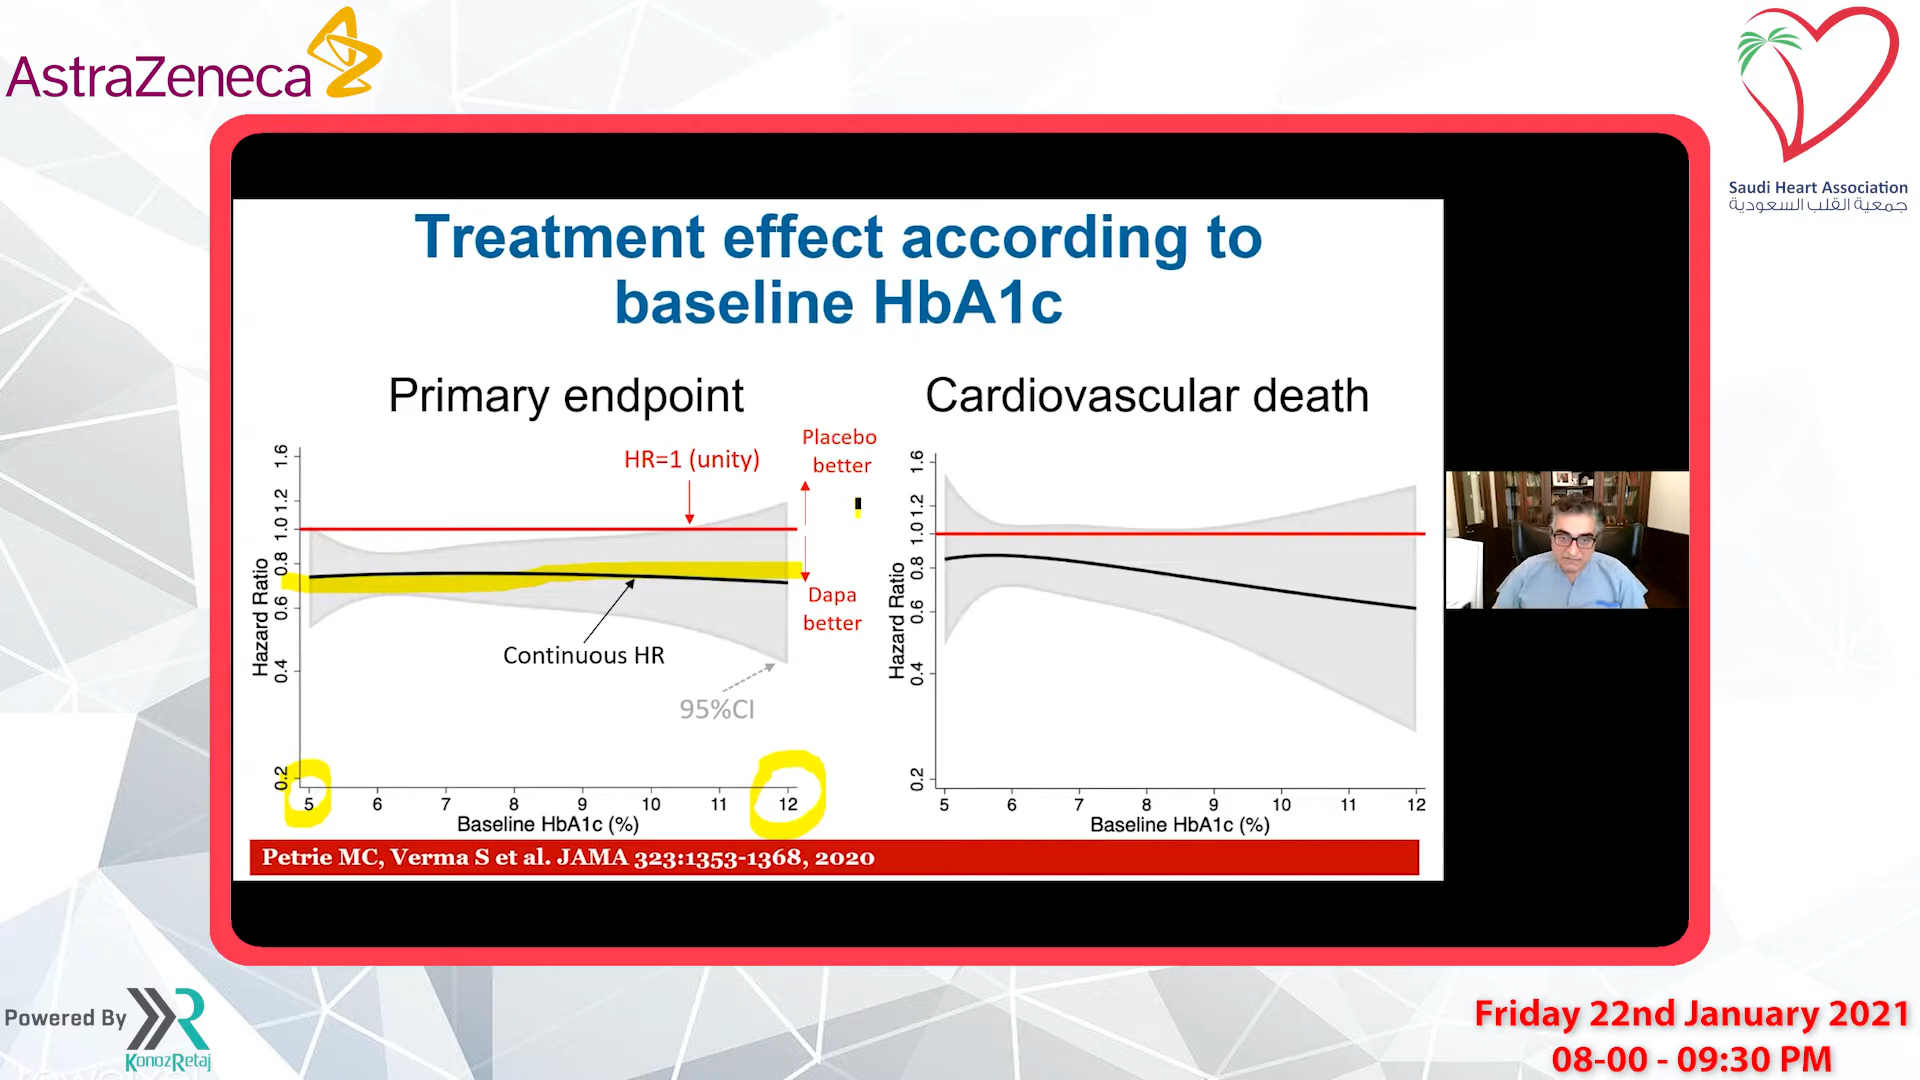 AstraZeneca
Saudi Heart Association
جمعية القلب السعودية
Treatment effect according to
baseline HbA1c
Primary endpoint
Cardiovascular death
HR=1 (unity)
Placebo
better
Dapa
better
Continuous HR
95%CI
Hazard Ratio
1.6
1.2
1.0
0.8
0.6
0.4
0.2
5 6 7 8 9 10 11 12
Baseline HbA1c (%)
Hazard Ratio
1.6
1.2
1.0
0.8
0.6
0.4
0.2
5 6 7 8 9 10 11 12
Baseline HbA1c (%)
Petrie MC, Verma S et al. JAMA 323:1353-1368, 2020
Powered By
KonozRetaj
Friday 22nd January 2021
08-00 - 09:30 PM